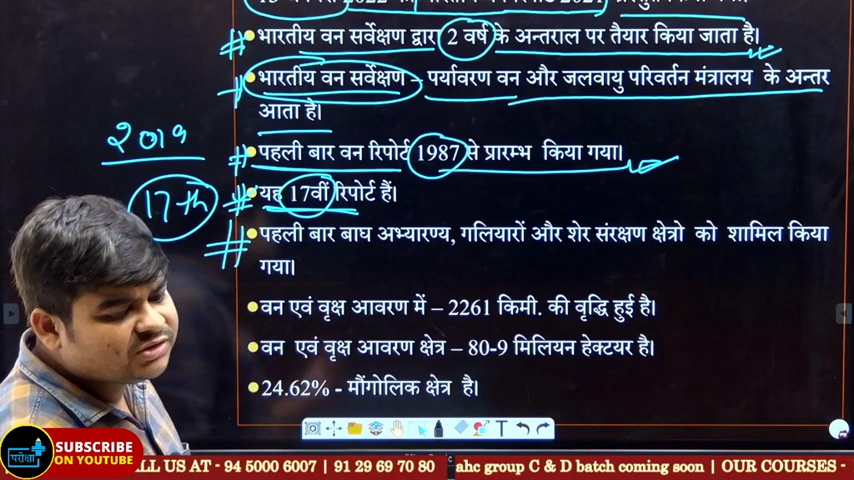 भारतीय वन सर्वेक्षण द्वारा 2 वर्ष के अन्तराल पर तैयार किया जाता है।
भारतीय वन सर्वेक्षण – पर्यावरण वन और जलवायु परिवर्तन मंत्रालय के अन्तर
आता है।
2019
पहली बार वन रिपोर्ट 1987 से प्रारम्भ किया गया।
17th
यह 17वीं रिपोर्ट हैं।
पहली बार बाघ अभ्यारण्य, गलियारों और शेर संरक्षण क्षेत्रो को शामिल किया
गया।
वन एवं वृक्ष आवरण में – 2261 किमी. की वृद्धि हुई है।
वन एवं वृक्ष आवरण क्षेत्र – 80-9 मिलियन हेक्टयर है।
24.62% - मौंगोलिक क्षेत्र है।
T
परीक्षा
SUBSCRIBE
ON YOUTUBE
ALL US AT - 94 5000 6007 | 91 29 69 70 80 ahc group C & D batch coming soon | OUR COURSES -